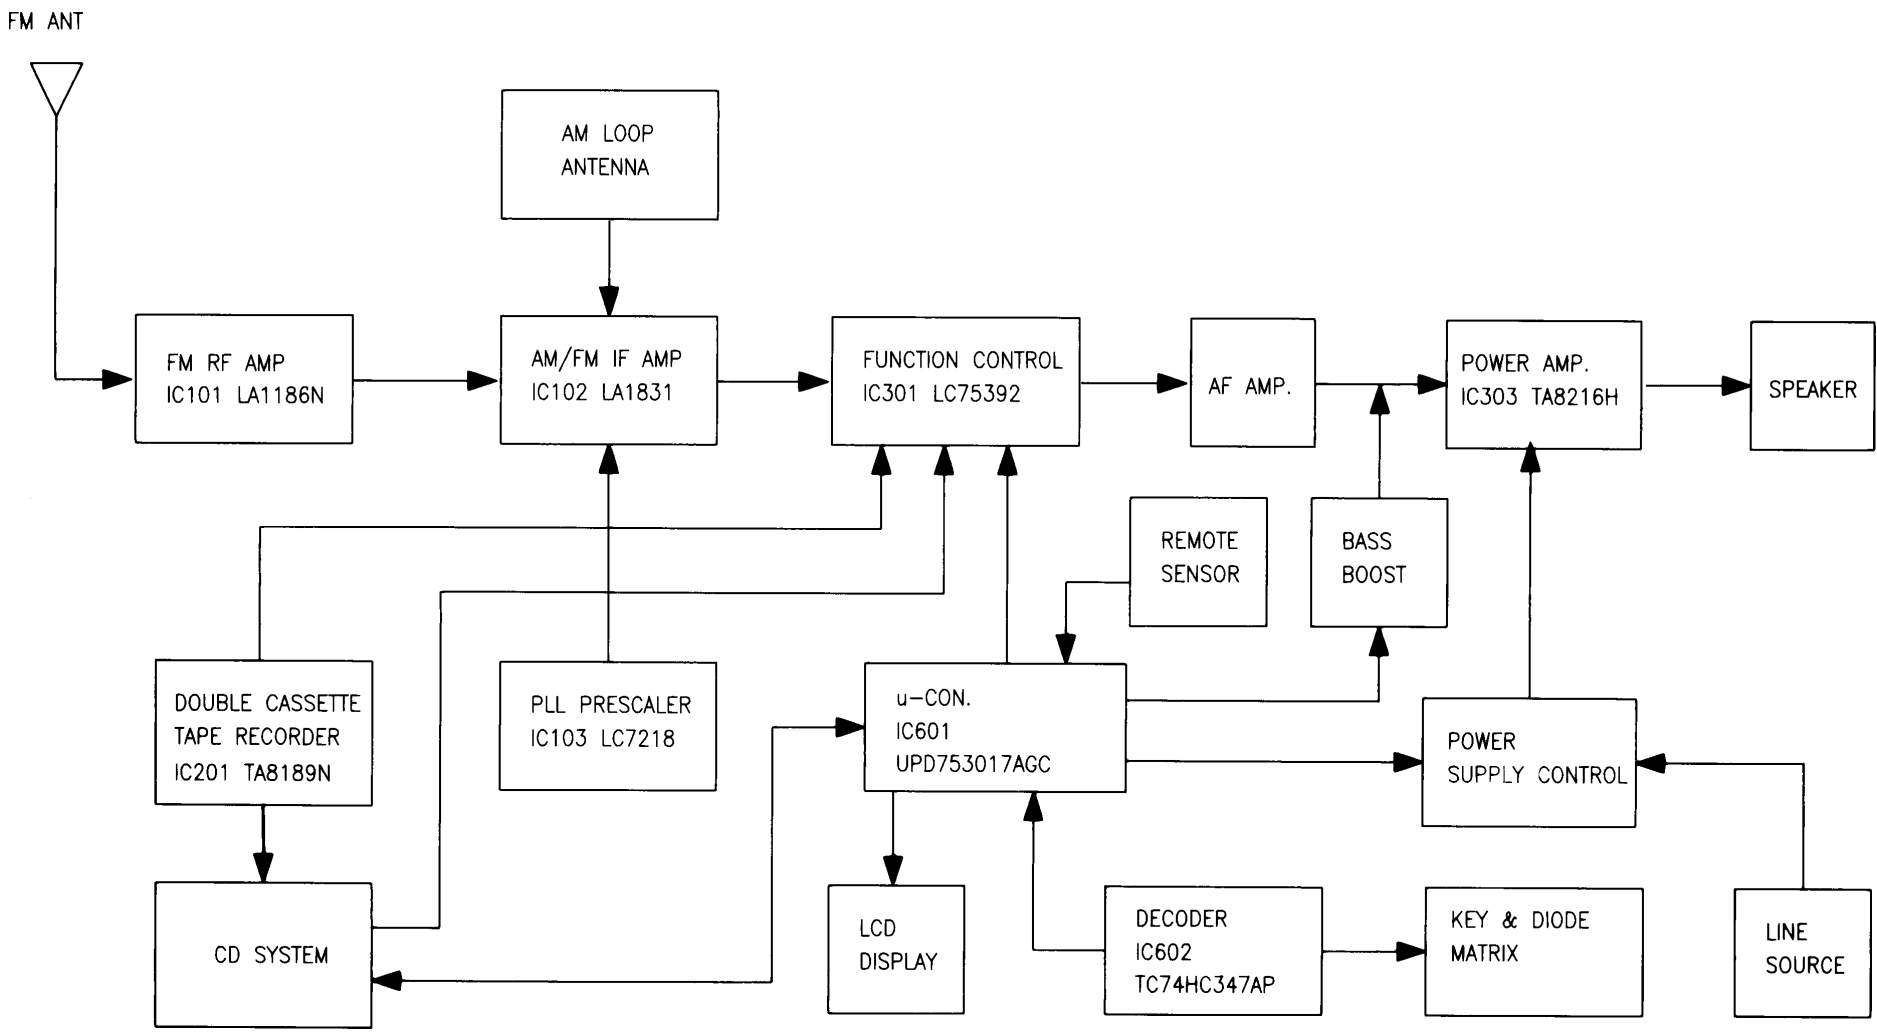 FM ANT
AM LOOP
ANTENNA
FM RF AMP
IC101 LA1186N
AM/FM IF AMP
IC102 LA1831
FUNCTION CONTROL
IC301 LC75392
AF AMP.
POWER AMP.
IC303 TA8216H
SPEAKER
REMOTE
SENSOR
BASS
BOOST
DOUBLE CASSETTE
TAPE RECORDER
IC201 TA8189N
PLL PRESCALER
IC103 LC7218
u-CON.
IC601
UPD753017AGC
POWER
SUPPLY CONTROL
CD SYSTEM
LCD
DISPLAY
DECODER
IC602
TC74HC347AP
KEY & DIODE
MATRIX
LINE
SOURCE